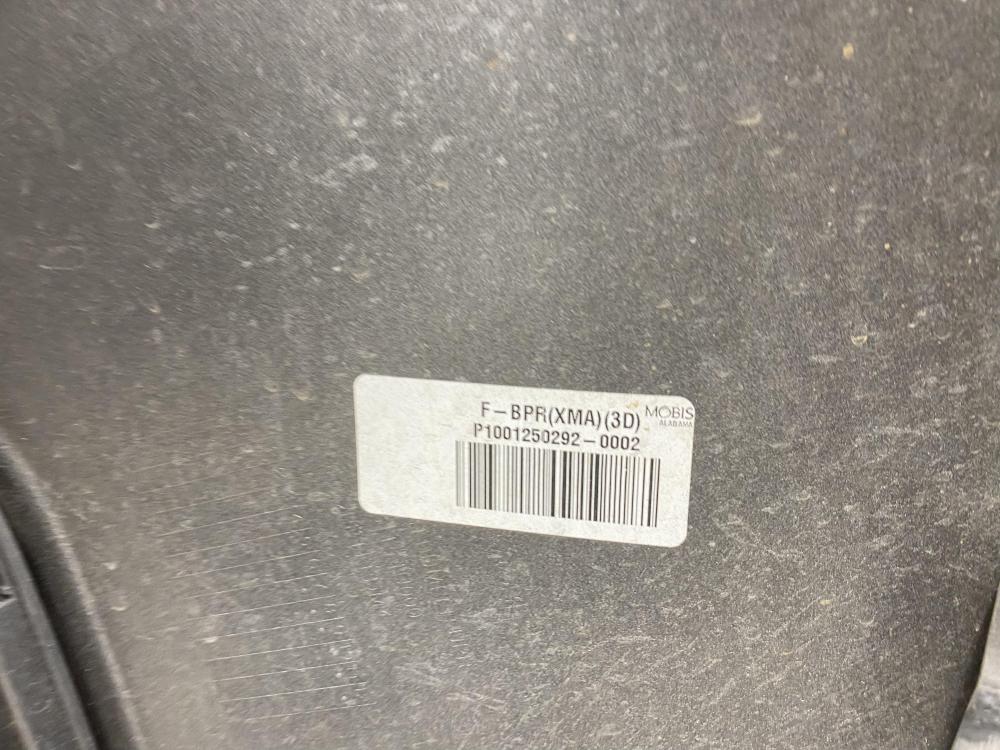 F-BPR(XMA)(3D)
MOBIS
ALABAMA
P1001250292-0002